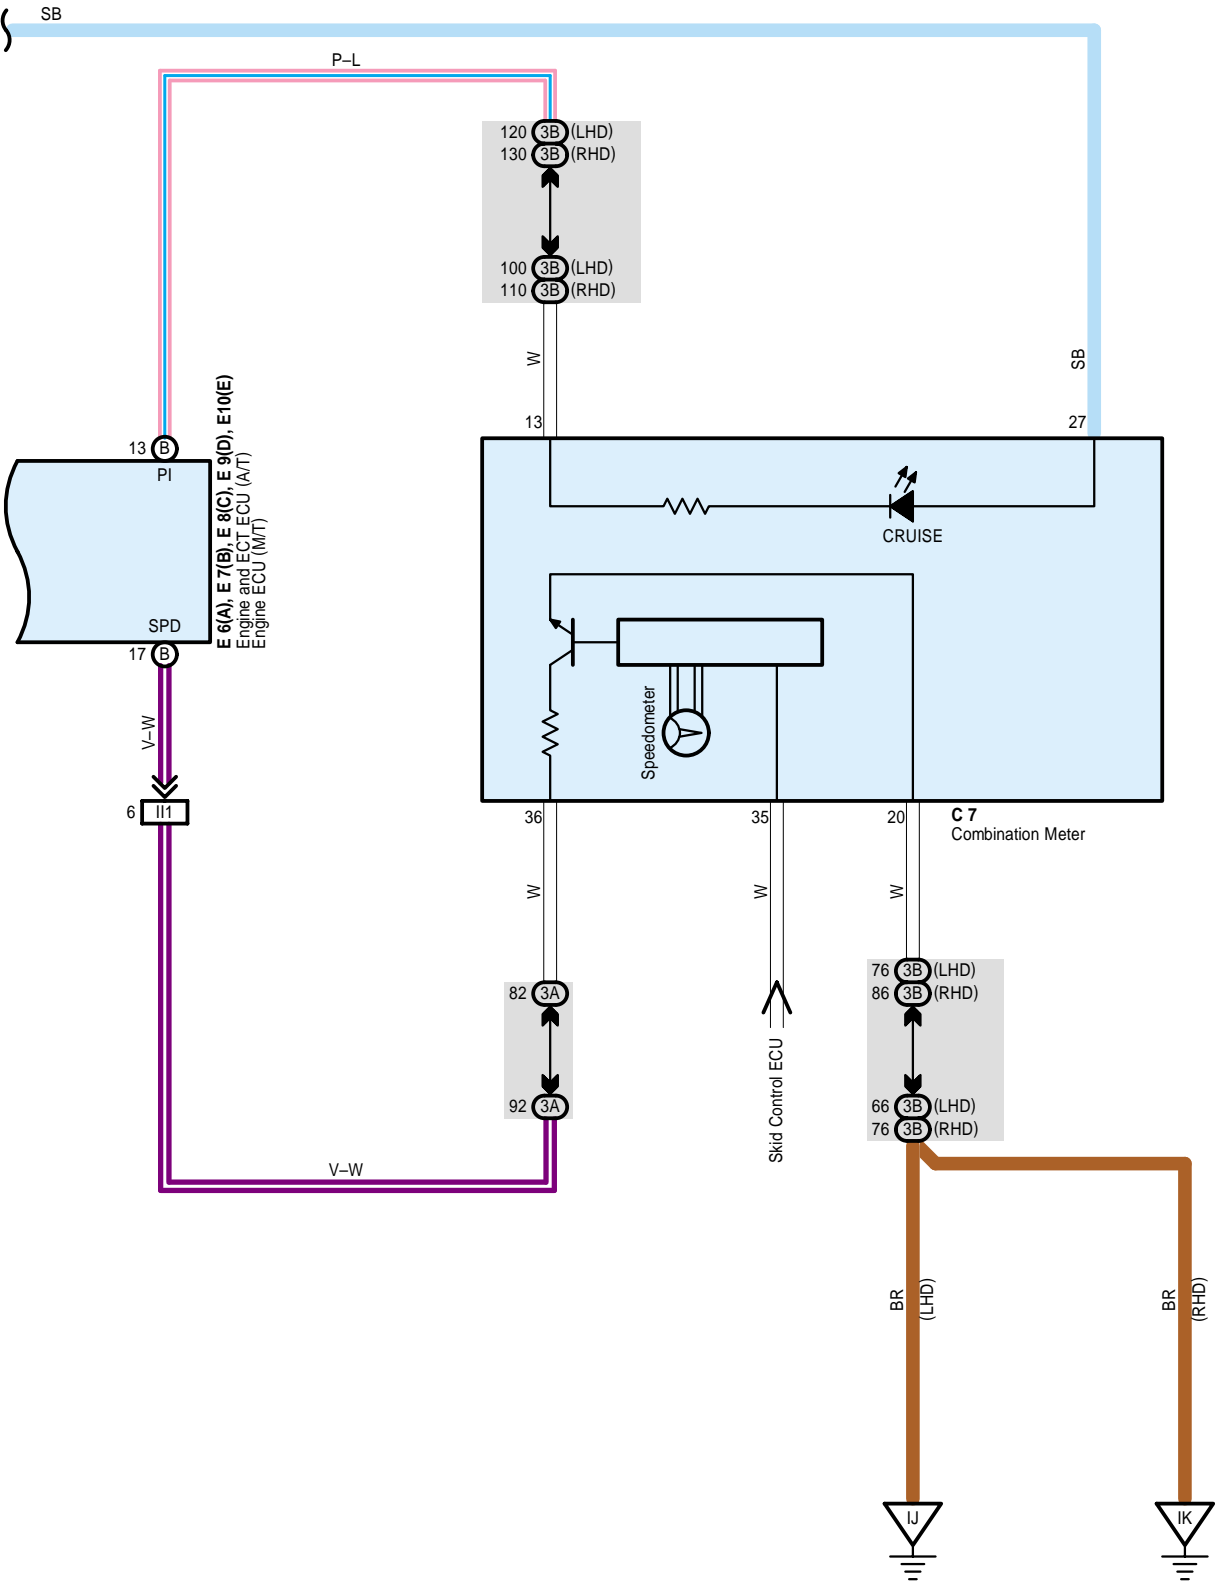 SB
P–L
120 3B (LHD)
130 3B (RHD)
100 3B (LHD)
110 3B (RHD)
W
SB
13
27
13 B
PI
E 6(A), E 7(B), E 8(C), E 9(D), E10(E)
Engine and ECT ECU (A/T)
Engine ECU (M/T)
CRUISE
SPD
17 B
Speedometer
V–W
6 II1
36
35
20
C 7
Combination Meter
W
W
W
82 3A
76 3B (LHD)
86 3B (RHD)
Skid Control ECU
92 3A
66 3B (LHD)
76 3B (RHD)
V–W
BR
(LHD)
BR
(RHD)
IJ
IK